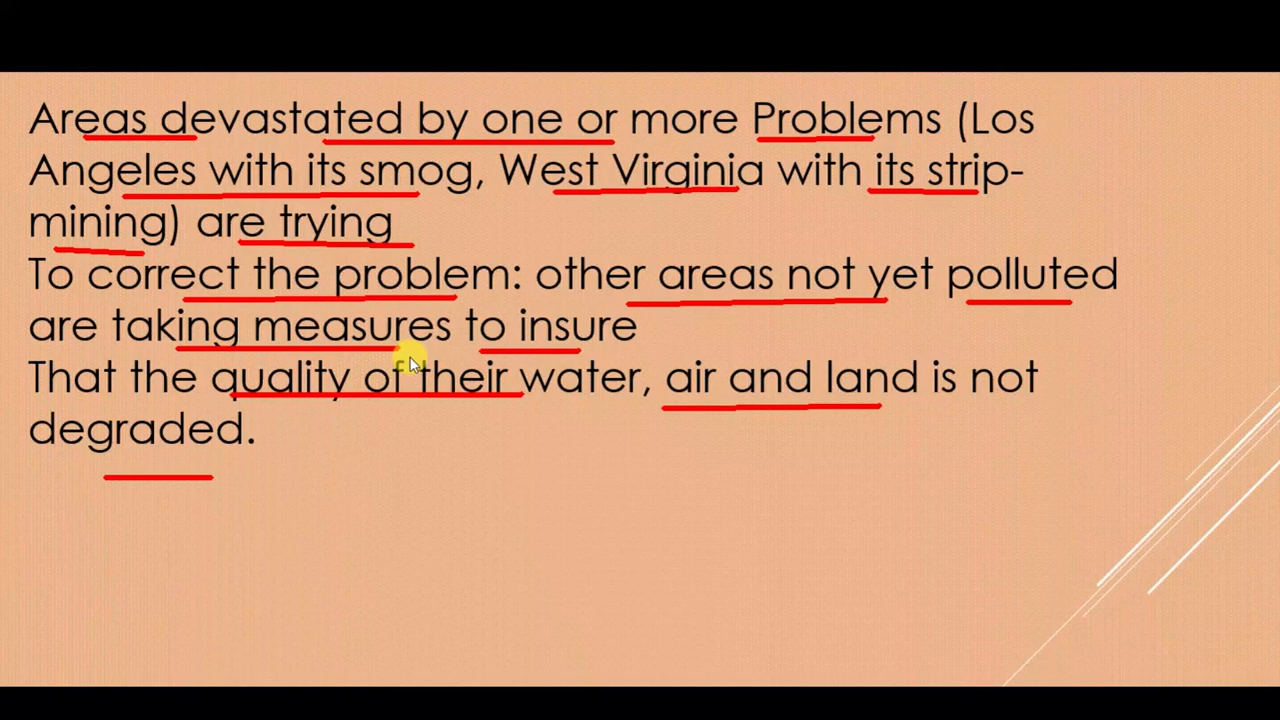 Areas devastated by one or more Problems (Los
Angeles with its smog, West Virginia with its strip-
mining) are trying
To correct the problem: other areas not yet polluted
are taking measures to insure
That the quality of their water, air and land is not
degraded.